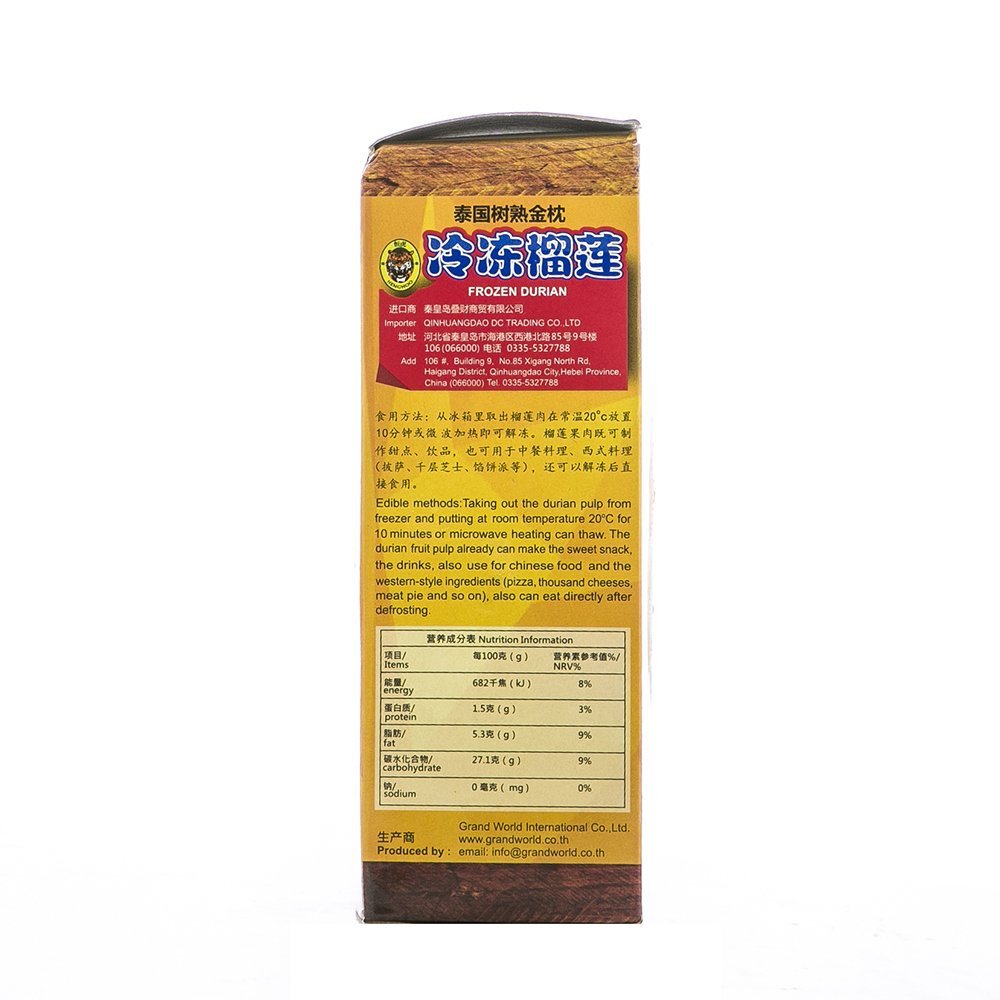 泰国树熟金枕
冷冻榴莲
FROZEN DURIAN
进口商 秦皇岛叠财商贸有限公司
Importer QINHUANGDAO DC TRADING CO.,LTD
地址 河北省秦皇岛市海港区西港北路85号9号楼
106(066000) 电话 0335-5327788
Add 106 #, Building 9, No.85 Xigang North Rd,
Haigang District, Qinhuangdao City,Hebei Province,
China (066000) Tel. 0335-5327788
食用方法：从冰箱里取出榴莲肉在常温20°c放置
10分钟或微波加热即可解冻。榴莲果肉既可制
作甜点、饮品，也可用于中餐料理、西式料理
（披萨、千层芝士、馅饼派等），还可以解冻后直
接食用。
Edible methods:Taking out the durian pulp from
freezer and putting at room temperature 20°C for
10 minutes or microwave heating can thaw. The
durian fruit pulp already can make the sweet snack,
the drinks, also use for chinese food and the
western-style ingredients (pizza, thousand cheeses,
meat pie and so on), also can eat directly after
defrosting.
营养成分表 Nutrition Information
项目/ 每100克 ( g ) 营养素参考值%/
Items NRV%
能量/ 682千焦 ( kJ ) 8%
energy
蛋白质/ 1.5克 ( g ) 3%
protein
脂肪/ 5.3克 ( g ) 9%
fat
碳水化合物/ 27.1克 ( g ) 9%
carbohydrate
钠/ 0 毫克 ( mg ) 0%
sodium
生产商 Grand World International Co.,Ltd.
www.grandworld.co.th
Produced by : email: info@grandworld.co.th